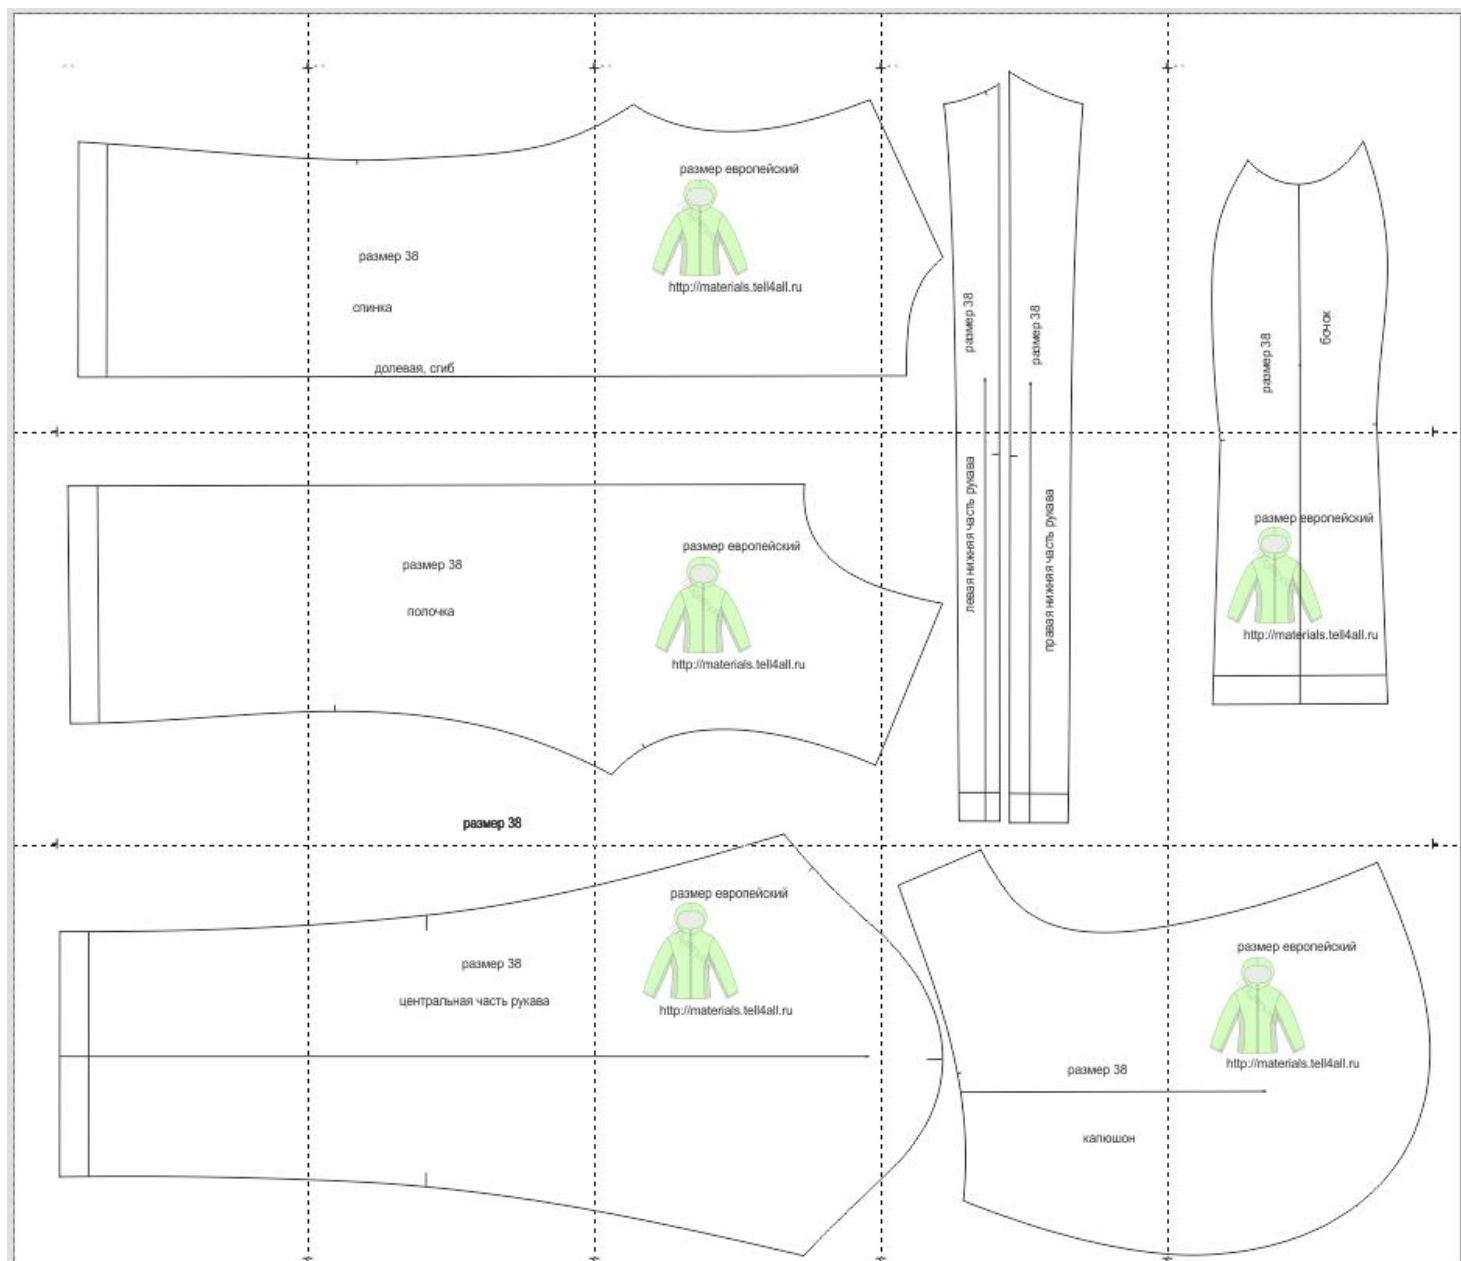 размер европейский
http://materials.tell4all.ru
размер 38
спинка
долевая, сгиб
размер 38
левая нижняя часть рукава
размер 38
правая нижняя часть рукава
размер 38
бочок
размер европейский
http://materials.tell4all.ru
размер европейский
http://materials.tell4all.ru
размер 38
полочка
размер 38
размер европейский
http://materials.tell4all.ru
размер 38
центральная часть рукава
размер европейский
http://materials.tell4all.ru
размер 38
капюшон